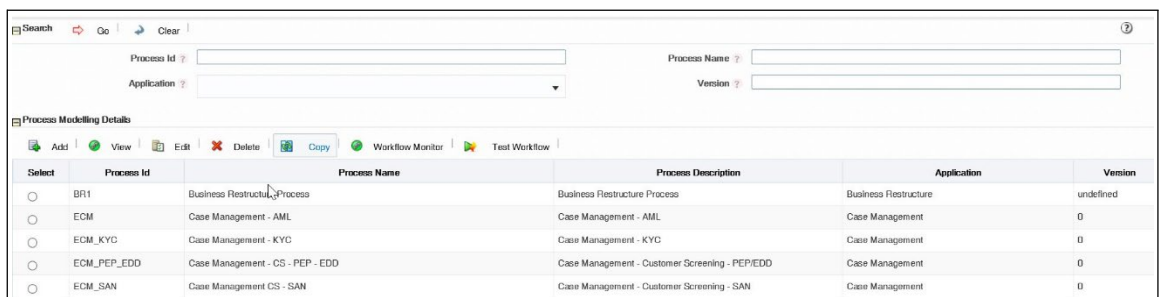 Search Go Clear
Process Id ? Process Name ?
Application ? Version ?
Process Modelling Details
Add View Edit Delete Copy Workflow Monitor Test Workflow
Select Process Id Process Name Process Description Application Version
BR1 Business Restructure Process Business Restructure Process Business Restructure undefined
ECM Case Management - AML Case Management - AML Case Management 0
ECM_KYC Case Management - KYC Case Management - KYC Case Management 0
ECM_PEP_EDD Case Management - CS - PEP - EDD Case Management - Customer Screening - PEP/EDD Case Management 0
ECM_SAN Case Management CS - SAN Case Management - Customer Screening - SAN Case Management 0